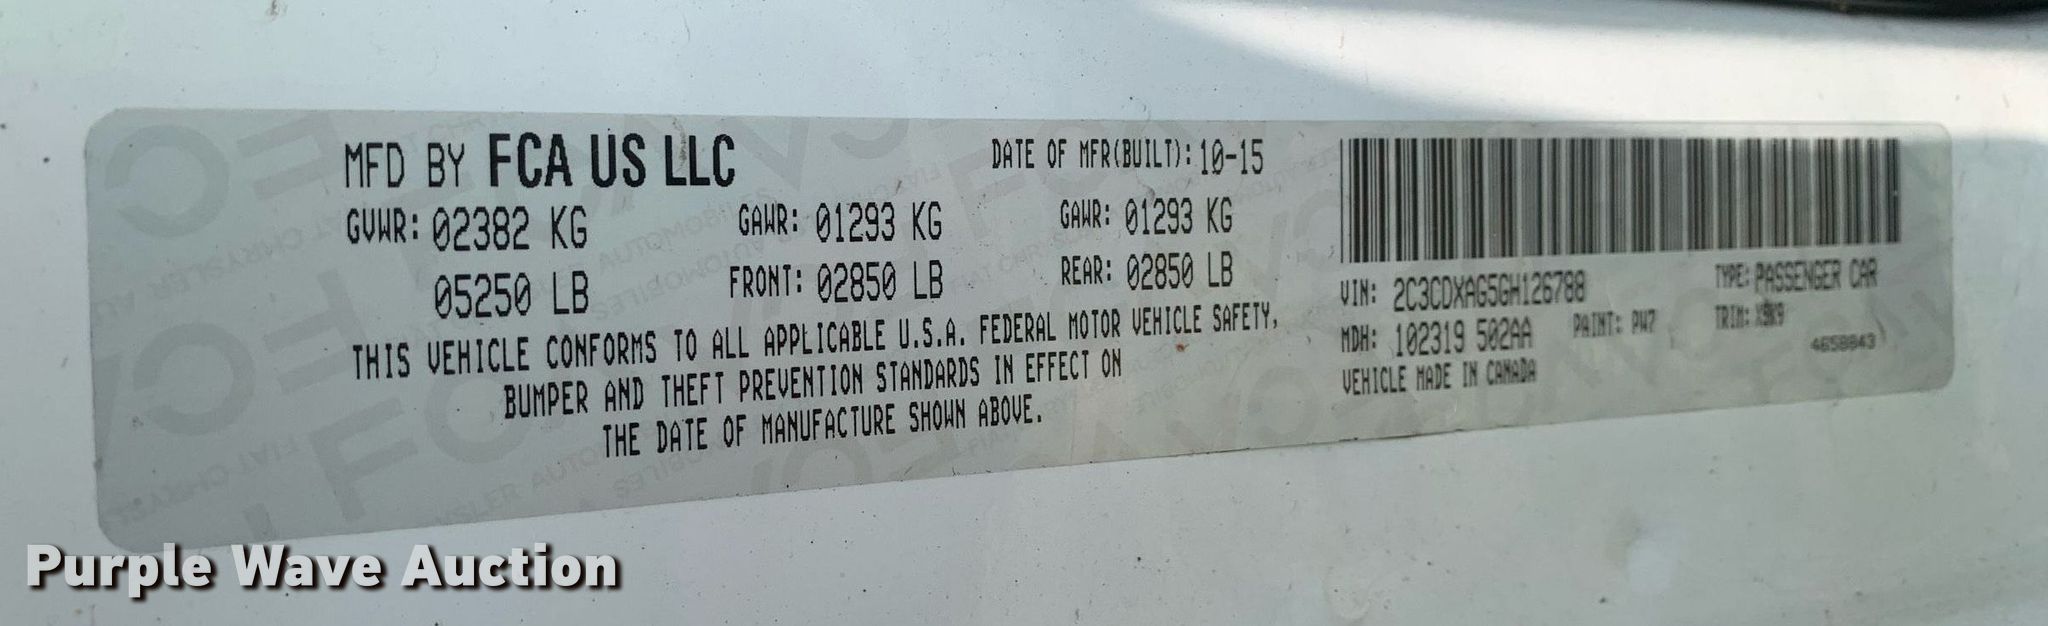 MFD BY FCA US LLC
DATE OF MFR(BUILT): 10-15
GVWR: 02382 KG
GAWR: 01293 KG
GAWR: 01293 KG
05250 LB
FRONT: 02850 LB
REAR: 02850 LB
THIS VEHICLE CONFORMS TO ALL APPLICABLE U.S.A. FEDERAL MOTOR VEHICLE SAFETY,
BUMPER AND THEFT PREVENTION STANDARDS IN EFFECT ON
THE DATE OF MANUFACTURE SHOWN ABOVE.
VIN: 2C3CDXAG5GH126788
TYPE: PASSENGER CAR
MDH: 102319 502AA
PAINT: PW7
TRIM: X9K9
VEHICLE MADE IN CANADA
4658843
Purple Wave Auction